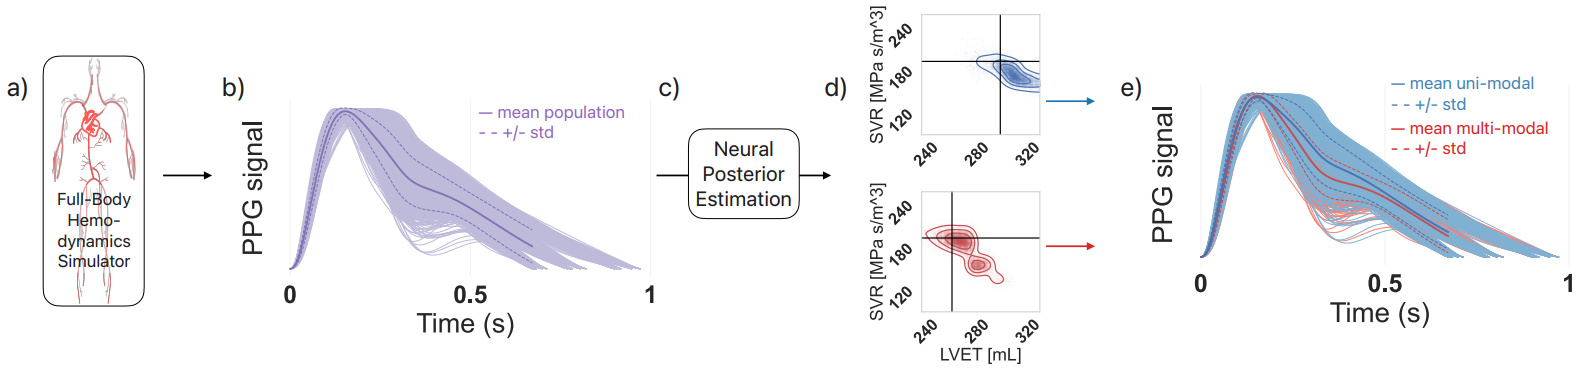 a)
Full-Body
Hemo-
dynamics
Simulator
b)
PPG signal
mean population
+/- std
0
0.5
1
Time (s)
c)
Neural
Posterior
Estimation
d)
SVR [MPa s/m^3]
240
180
120
240
280
320
SVR [MPa s/m^3]
240
180
120
240
280
320
LVET [mL]
e)
PPG signal
mean uni-modal
+/- std
mean multi-modal
+/- std
0
0.5
1
Time (s)